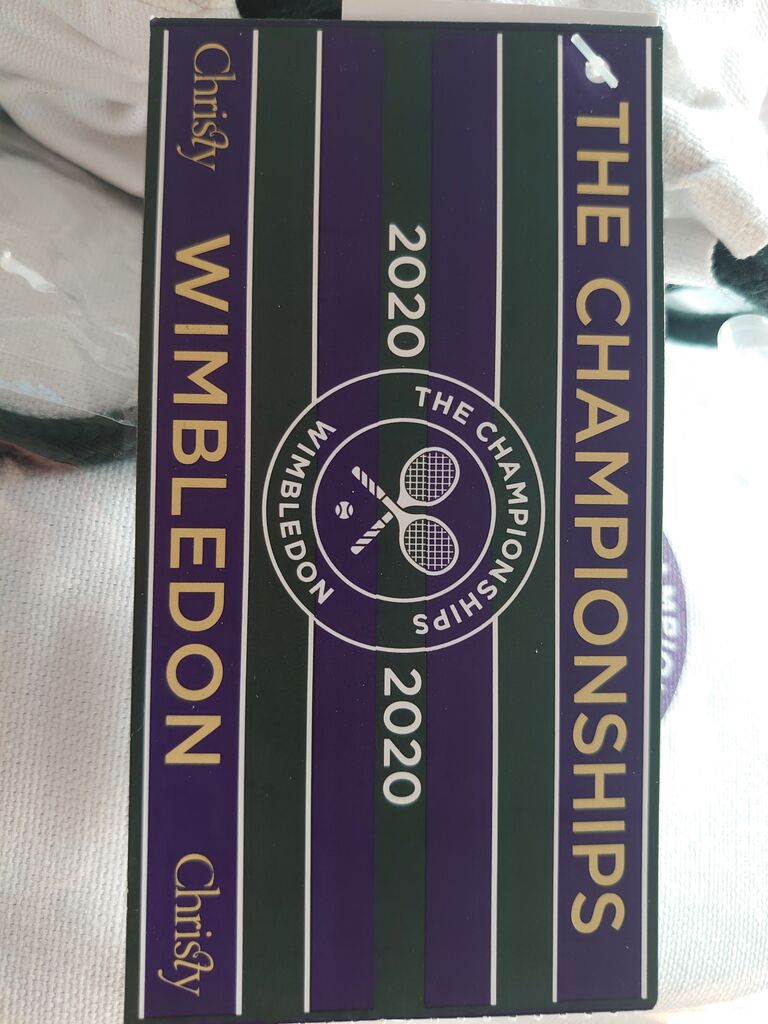 THE CHAMPIONSHIPS
2020
THE CHAMPIONSHIPS
WIMBLEDON
2020
Christy
WIMBLEDON
Christy